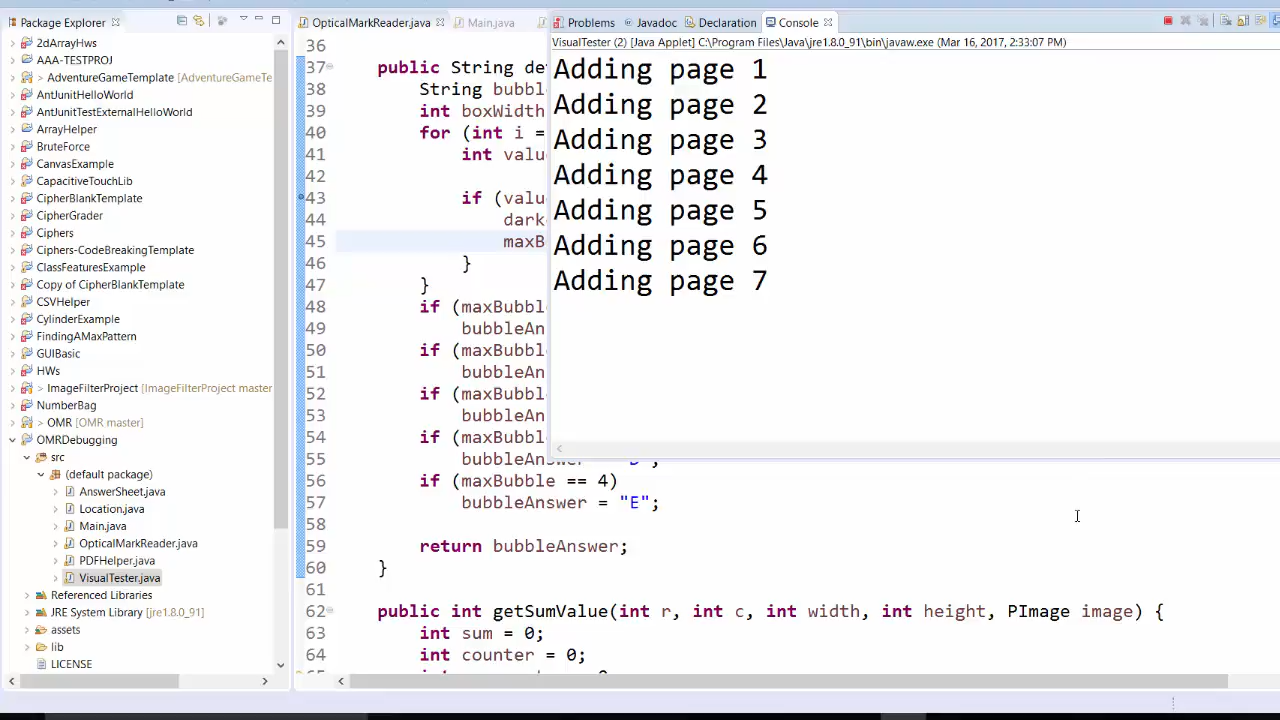 Package Explorer
OpticalMarkReader.java
Main.java
Problems
Javadoc
Declaration
Console
VisualTester (2) [Java Applet] C:\Program Files\Java\jre1.8.0_91\bin\javaw.exe (Mar 16, 2017, 2:33:07 PM)
Adding page 1
Adding page 2
Adding page 3
Adding page 4
Adding page 5
Adding page 6
Adding page 7
2dArrayHws
AAA-TESTPROJ
> AdventureGameTemplate [AdventureGameTe
AntUnitHelloWorld
AntUnitTestExternalHelloWorld
ArrayHelper
BruteForce
CanvasExample
CapacitiveTouchLib
CipherBlankTemplate
CipherGrader
Ciphers
Ciphers-CodeBreakingTemplate
ClassFeaturesExample
Copy of CipherBlankTemplate
CSVHelper
CylinderExample
FindingAMaxPattern
GUIBasic
HWs
> ImageFilterProject [ImageFilterProject master
NumberBag
> OMR [OMR master]
OMRDebugging
src
(default package)
AnswerSheet.java
Location.java
Main.java
OpticalMarkReader.java
PDFHelper.java
VisualTester.java
Referenced Libraries
JRE System Library [jre1.8.0_91]
assets
lib
LICENSE
36
37 public String de
38 String bubbl
39 int boxWidth
40 for (int i =
41 int valu
42
43 if (valu
44 dark
45 maxB
46 }
47 }
48 if (maxBubbl
49 bubbleAn
50 if (maxBubbl
51 bubbleAn
52 if (maxBubbl
53 bubbleAn
54 if (maxBubbl
55 bubbleAnswer = "D";
56 if (maxBubble == 4)
57 bubbleAnswer = "E";
58
59 return bubbleAnswer;
60 }
61
62 public int getSumValue(int r, int c, int width, int height, PImage image) {
63 int sum = 0;
64 int counter = 0;